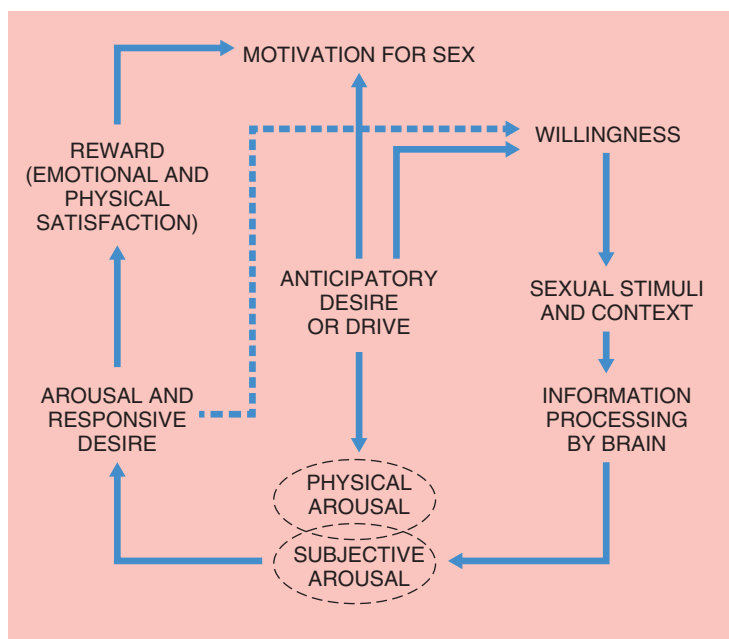 MOTIVATION FOR SEX
WILLINGNESS
REWARD
(EMOTIONAL AND
PHYSICAL
SATISFACTION)
ANTICIPATORY
DESIRE
OR DRIVE
SEXUAL STIMULI
AND CONTEXT
AROUSAL AND
RESPONSIVE
DESIRE
INFORMATION
PROCESSING
BY BRAIN
PHYSICAL
AROUSAL
SUBJECTIVE
AROUSAL